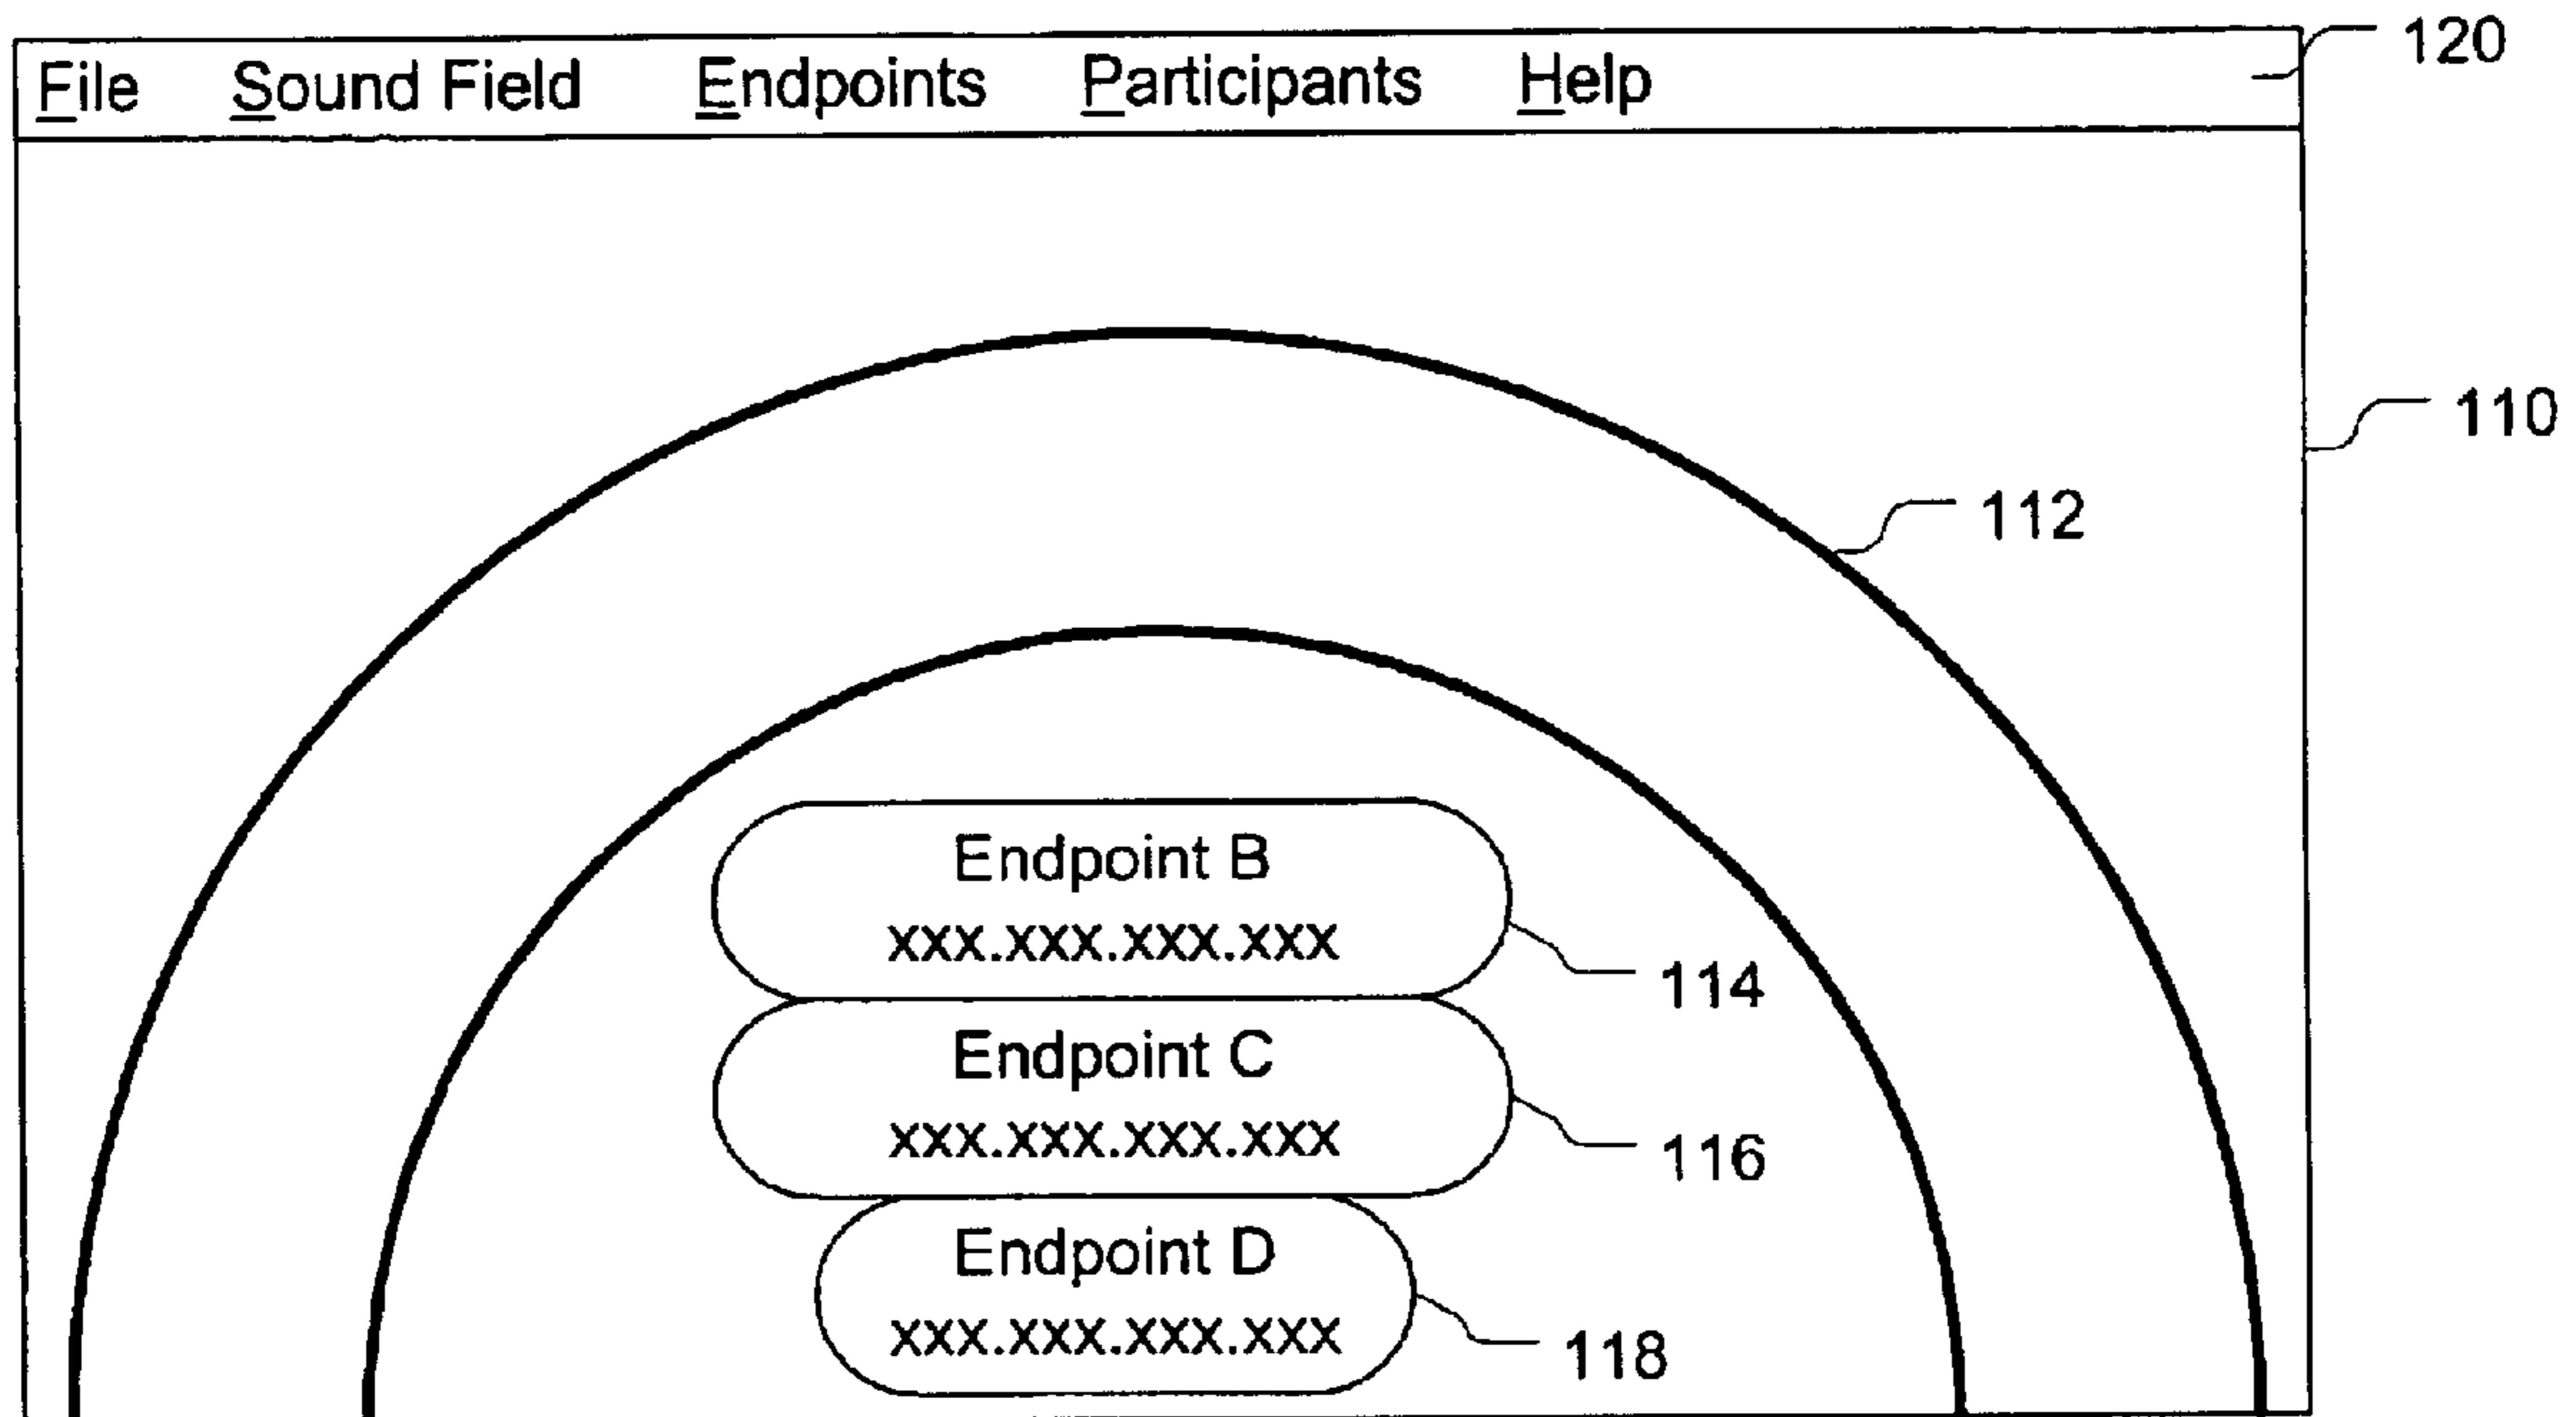 File Sound Field Endpoints Participants Help 120
110
112
Endpoint B
xxx.xxx.xxx.xxx
114
Endpoint C
xxx.xxx.xxx.xxx
116
Endpoint D
xxx.xxx.xxx.xxx
118